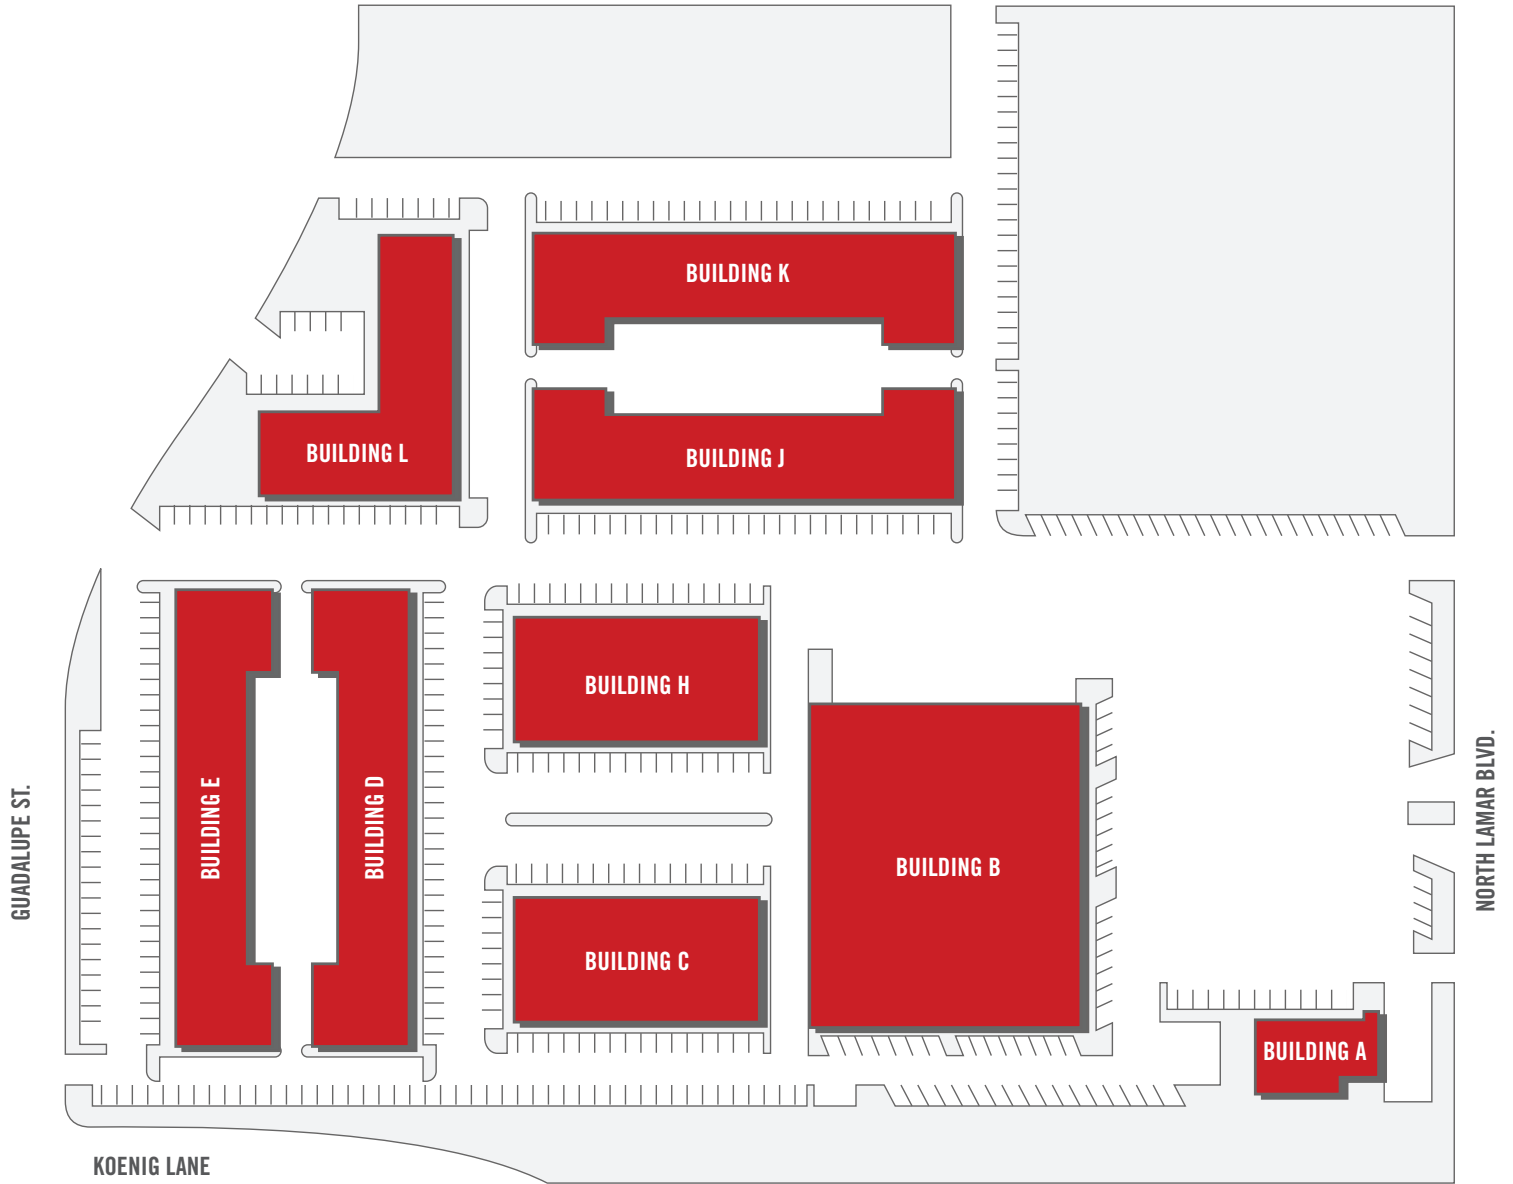 BUILDING K
BUILDING L
BUILDING J
BUILDING H
BUILDING E
BUILDING D
BUILDING B
BUILDING C
BUILDING A
GUADALUPE ST.
NORTH LAMAR BLVD.
KOENIG LANE